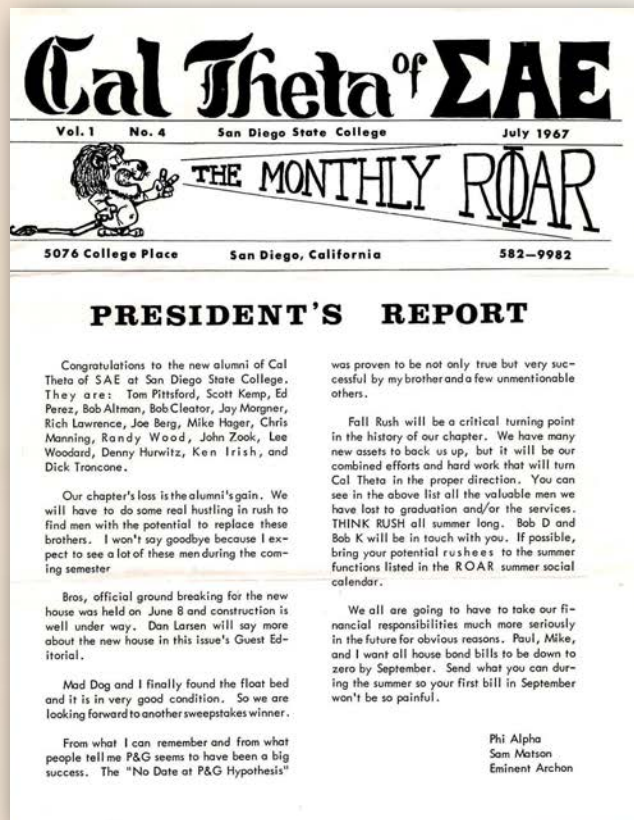 Cal Theta of ΣΑΕ
Vol. 1 No. 4 San Diego State College July 1967
THE MONTHLY RΦAR
5076 College Place San Diego, California 582-9982
PRESIDENT'S REPORT
Congratulations to the new alumni of Cal
Theta of SAE at San Diego State College.
They are: Tom Pittsford, Scott Kemp, Ed
Perez, Bob Altman, Bob Cleator, Jay Morgner,
Rich Lawrence, Joe Berg, Mike Hager, Chris
Manning, Randy Wood, John Zook, Lee
Woodard, Denny Hurwitz, Ken Irish, and
Dick Troncone.
Our chapter's loss is the alumni's gain. We
will have to do some real hustling in rush to
find men with the potential to replace these
brothers. I won't say goodbye because I ex-
pect to see a lot of these men during the com-
ing semester
Bros, official ground breaking for the new
house was held on June 8 and construction is
well under way. Dan Larsen will say more
about the new house in this issue's Guest Ed-
itorial.
Mad Dog and I finally found the float bed
and it is in very good condition. So we are
looking forward to another sweepstakes winner.
From what I can remember and from what
people tell me P&G seems to have been a big
success. The "No Date at P&G Hypothesis"
was proven to be not only true but very suc-
cessful by my brother and a few unmentionable
others.
Fall Rush will be a critical turning point
in the history of our chapter. We have many
new assets to back us up, but it will be our
combined efforts and hard work that will turn
Cal Theta in the proper direction. You can
see in the above list all the valuable men we
have lost to graduation and/or the services.
THINK RUSH all summer long. Bob D and
Bob K will be in touch with you. If possible,
bring your potential rushees to the summer
functions listed in the ROAR summer social
calendar.
We all are going to have to take our fi-
nancial responsibilities much more seriously
in the future for obvious reasons. Paul, Mike,
and I want all house bond bills to be down to
zero by September. Send what you can dur-
ing the summer so your first bill in September
won't be so painful.
Phi Alpha
Sam Matson
Eminent Archon